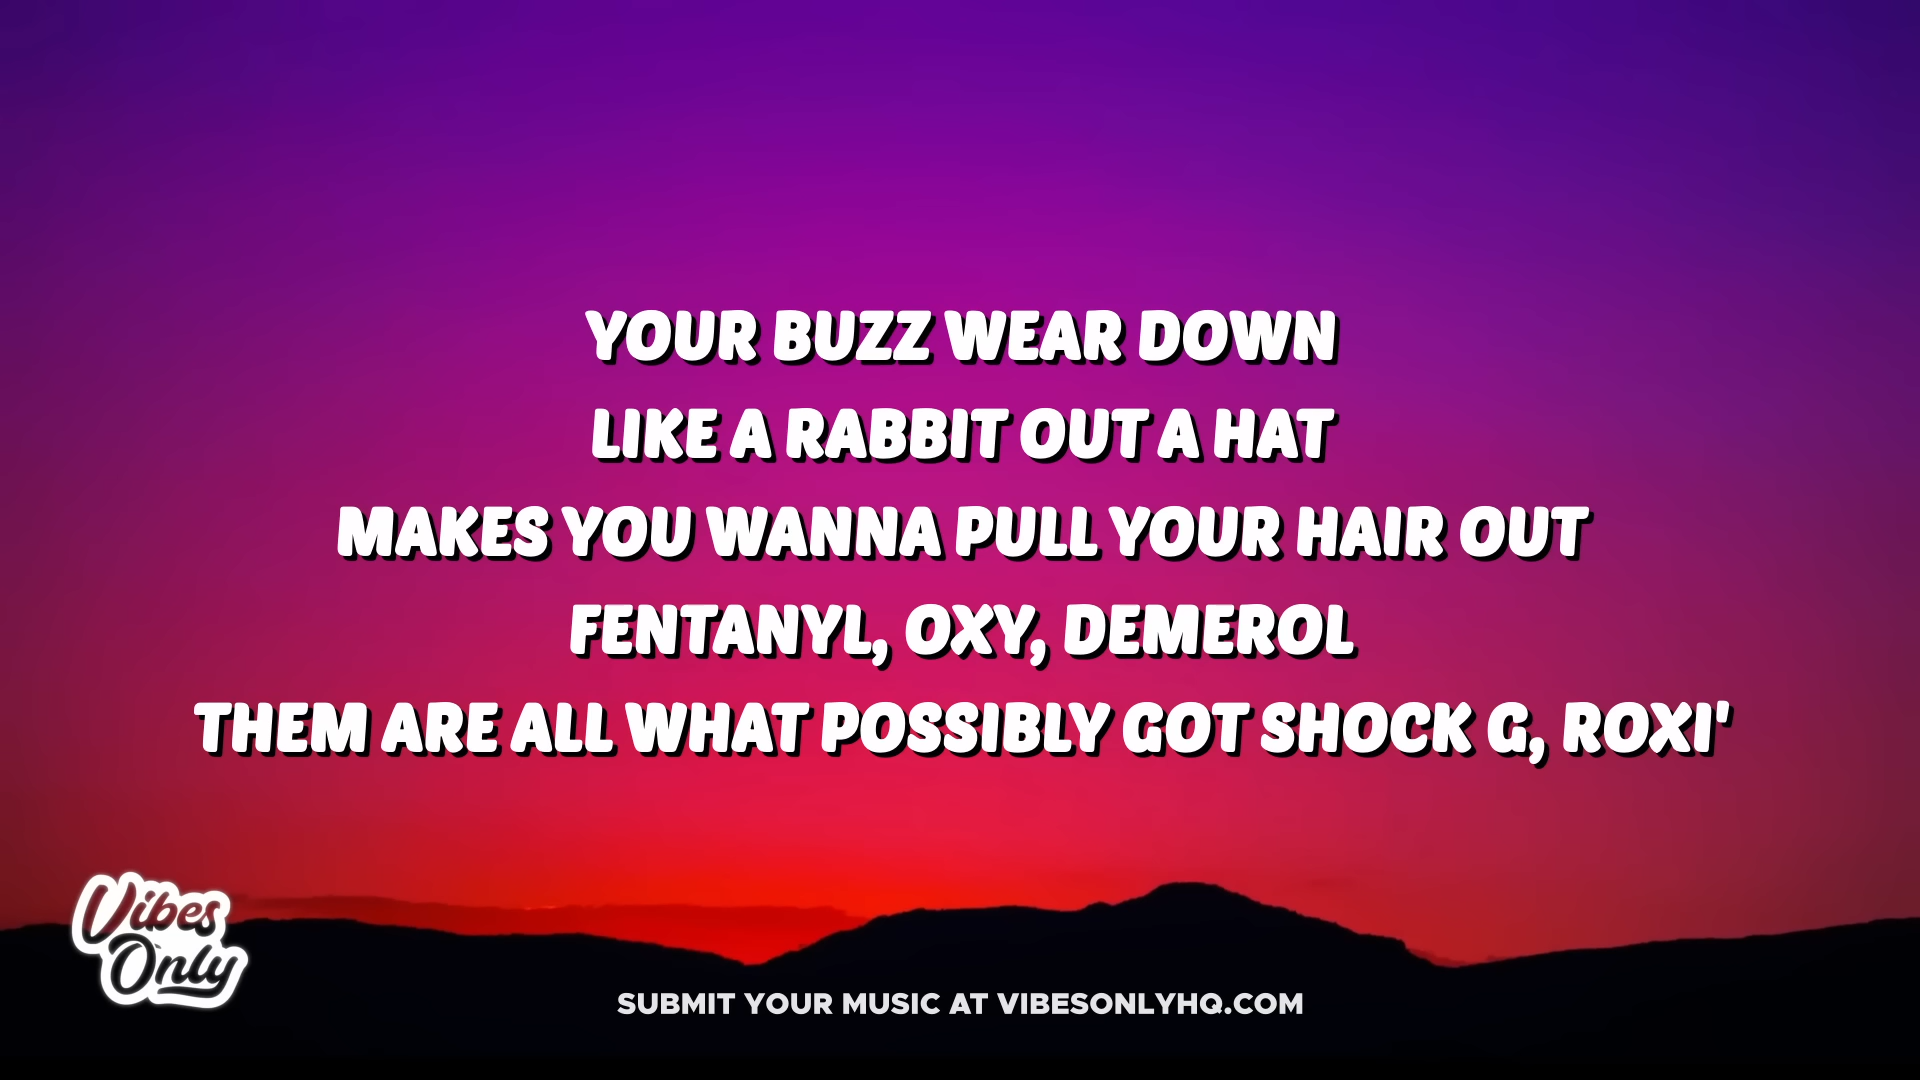 YOUR BUZZ WEAR DOWN
LIKE A RABBIT OUT A HAT
MAKES YOU WANNA PULL YOUR HAIR OUT
FENTANYL, OXY, DEMEROL
THEM ARE ALL WHAT POSSIBLY GOT SHOCK G, ROXI'
Vibes
Only
SUBMIT YOUR MUSIC AT VIBESONLYHQ.COM